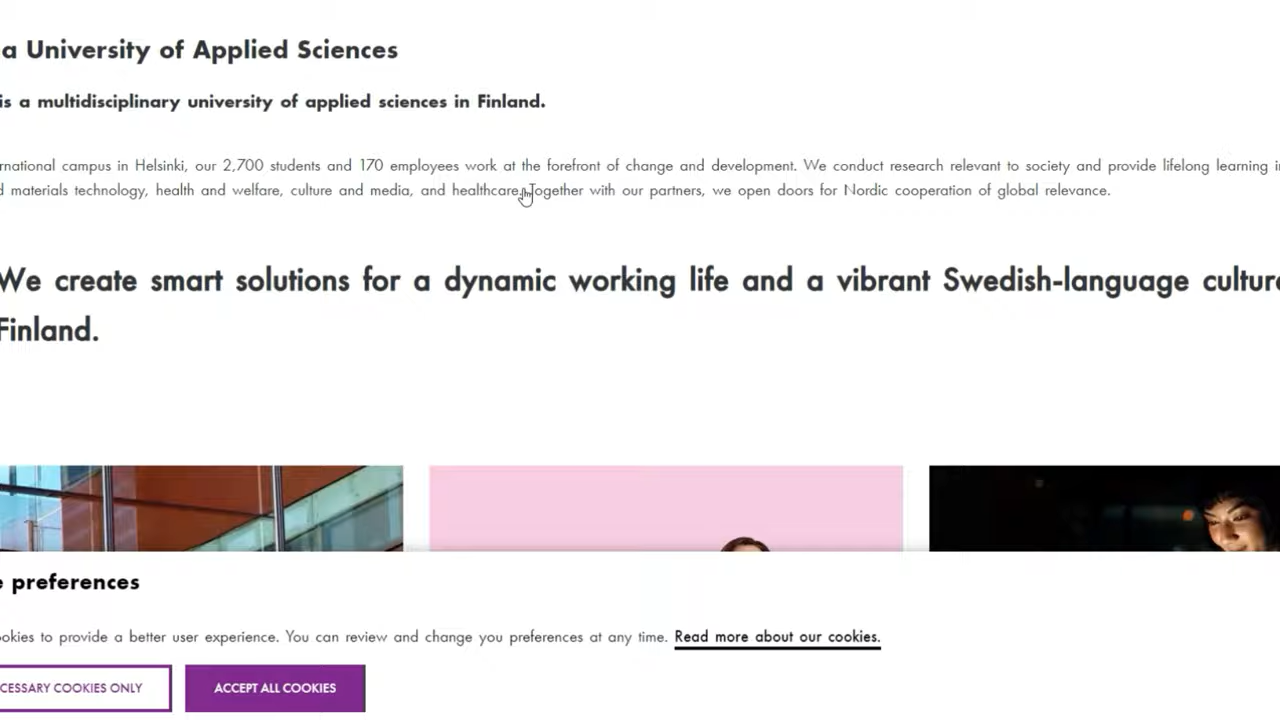 a University of Applied Sciences
is a multidisciplinary university of applied sciences in Finland.
rnational campus in Helsinki, our 2,700 students and 170 employees work at the forefront of change and development. We conduct research relevant to society and provide lifelong learning in
d materials technology, health and welfare, culture and media, and healthcare. Together with our partners, we open doors for Nordic cooperation of global relevance.
We create smart solutions for a dynamic working life and a vibrant Swedish-language culture
Finland.
e preferences
ookies to provide a better user experience. You can review and change you preferences at any time. Read more about our cookies.
CESSARY COOKIES ONLY
ACCEPT ALL COOKIES